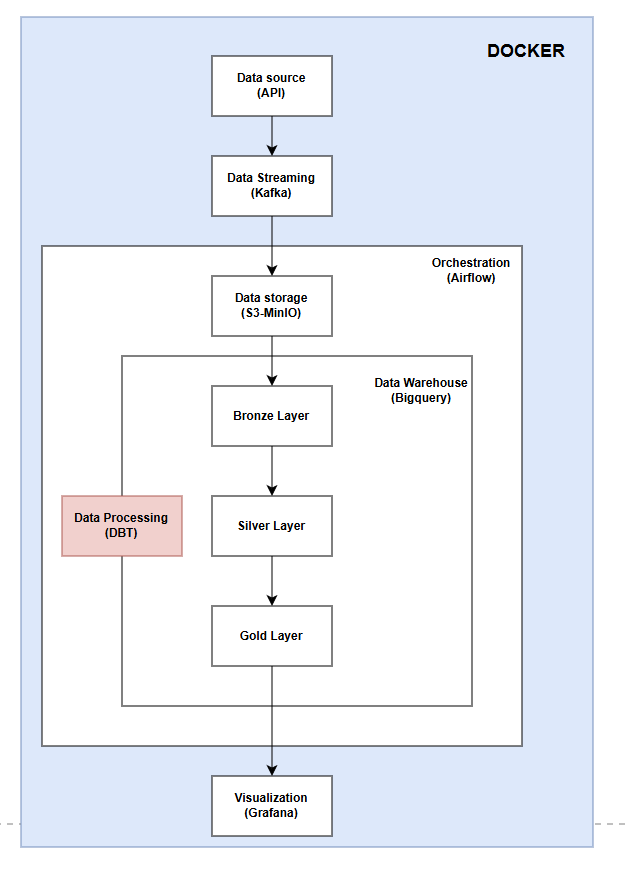 DOCKER
Data source
(API)
Data Streaming
(Kafka)
Orchestration
(Airflow)
Data storage
(S3-MinIO)
Data Warehouse
(Bigquery)
Bronze Layer
Data Processing
(DBT)
Silver Layer
Gold Layer
Visualization
(Grafana)